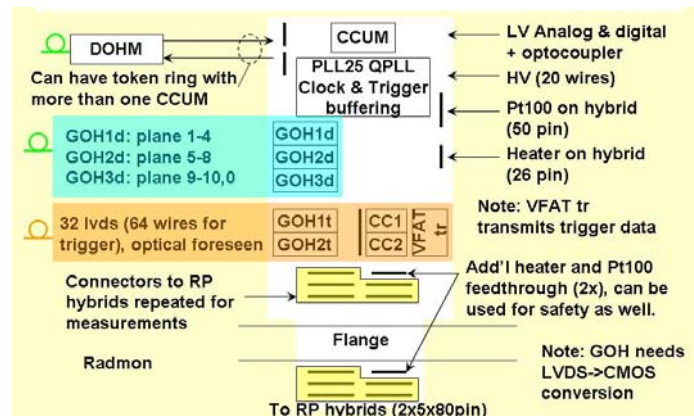 DOHM
Can have token ring with
more than one CCUM
CCUM
PLL25 QPLL
Clock & Trigger
buffering
LV Analog & digital
+ optocoupler
HV (20 wires)
Pt100 on hybrid
(50 pin)
Heater on hybrid
(26 pin)
GOH1d: plane 1-4
GOH2d: plane 5-8
GOH3d: plane 9-10,0
GOH1d
GOH2d
GOH3d
32 lvds (64 wires for
trigger), optical foreseen
GOH1t
GOH2t
CC1
CC2
VFAT
tr
Note: VFAT tr
transmits trigger data
Connectors to RP
hybrids repeated for
measurements
Add'l heater and Pt100
feedthrough (2x), can be
used for safety as well.
Flange
Radmon
Note: GOH needs
LVDS->CMOS
conversion
To RP hybrids (2x5x80pin)